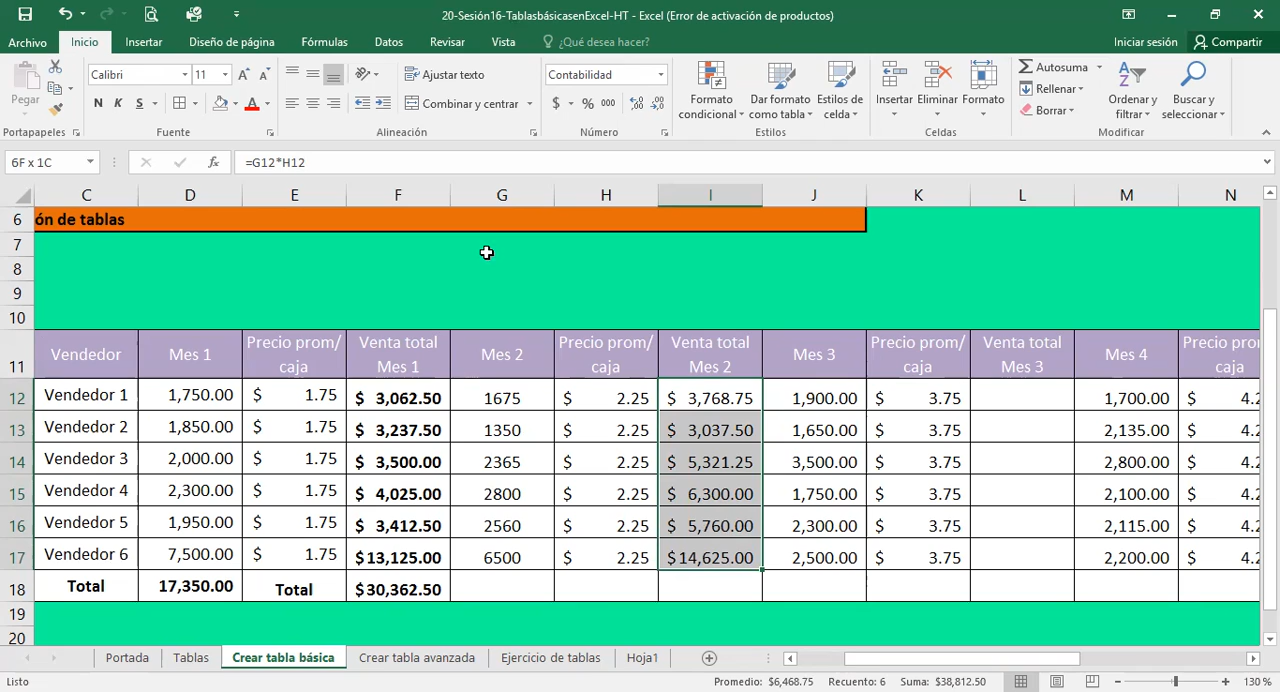 20-Sesión16-TablasbásicasenExcel-HT - Excel (Error de activación de productos)
Archivo Inicio Insertar Diseño de página Fórmulas Datos Revisar Vista ¿Qué desea hacer? Iniciar sesión Compartir
Pegar
Portapapeles
Calibri 11
N K S
Fuente
Ajustar texto
Combinar y centrar
Alineación
Contabilidad
$ % 000
Número
Formato condicional
Dar formato como tabla
Estilos de celda
Estilos
Insertar Eliminar Formato
Celdas
Autosuma
Rellenar
Borrar
Ordenar y filtrar
Buscar y seleccionar
Modificar
6F x 1C fx =G12*H12
C D E F G H I J K L M N
6 ón de tablas
7
8
9
10
11 Vendedor Mes 1 Precio prom/ caja Venta total Mes 1 Mes 2 Precio prom/ caja Venta total Mes 2 Mes 3 Precio prom/ caja Venta total Mes 3 Mes 4 Precio pro caja
12 Vendedor 1 1,750.00 $ 1.75 $ 3,062.50 1675 $ 2.25 $ 3,768.75 1,900.00 $ 3.75 1,700.00 $ 4.2
13 Vendedor 2 1,850.00 $ 1.75 $ 3,237.50 1350 $ 2.25 $ 3,037.50 1,650.00 $ 3.75 2,135.00 $ 4.2
14 Vendedor 3 2,000.00 $ 1.75 $ 3,500.00 2365 $ 2.25 $ 5,321.25 3,500.00 $ 3.75 2,800.00 $ 4.2
15 Vendedor 4 2,300.00 $ 1.75 $ 4,025.00 2800 $ 2.25 $ 6,300.00 1,750.00 $ 3.75 2,100.00 $ 4.2
16 Vendedor 5 1,950.00 $ 1.75 $ 3,412.50 2560 $ 2.25 $ 5,760.00 2,300.00 $ 3.75 2,115.00 $ 4.2
17 Vendedor 6 7,500.00 $ 1.75 $13,125.00 6500 $ 2.25 $14,625.00 2,500.00 $ 3.75 2,200.00 $ 4.2
18 Total 17,350.00 Total $30,362.50
19
20
Portada Tablas Crear tabla básica Crear tabla avanzada Ejercicio de tablas Hoja1
Listo Promedio: $6,468.75 Recuento: 6 Suma: $38,812.50 130 %